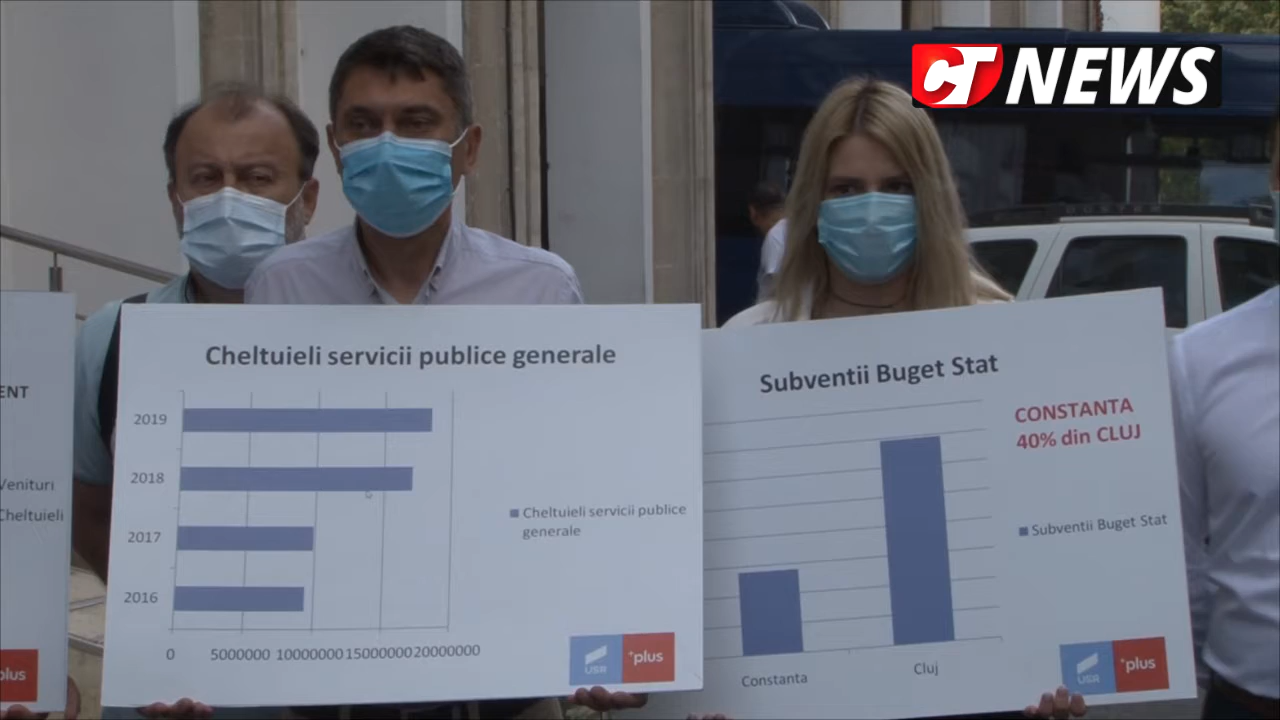 CT NEWS
ENT
Venituri
Cheltuieli
plus
Cheltuieli servicii publice generale
2019
2018
2017
2016
0 5000000 10000000 15000000 20000000
Cheltuieli servicii publice
generale
USR +plus
Subventii Buget Stat
CONSTANTA
40% din CLUJ
Subventii Buget Stat
Constanta Cluj
USR +plus